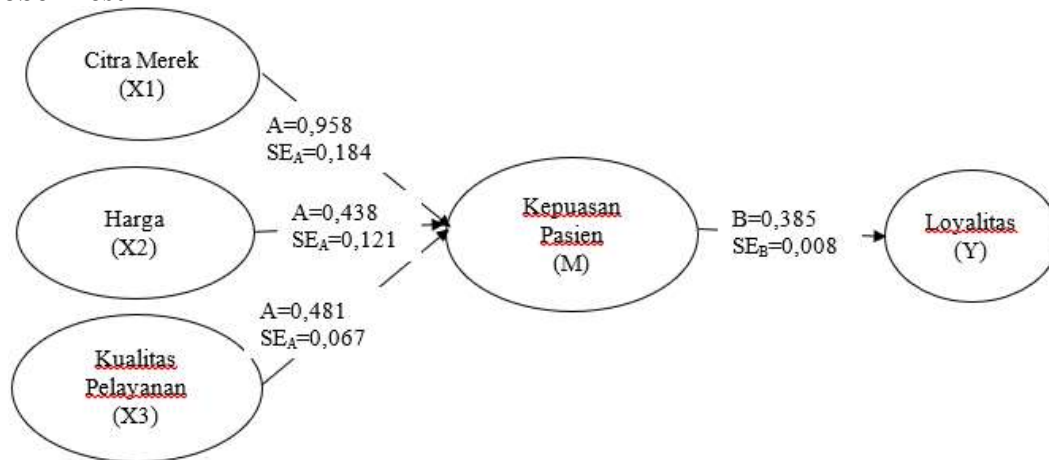 Citra Merek
(X1)
A=0,958
SEA=0,184
Harga
(X2)
A=0,438
SEA=0,121
Kualitas
Pelayanan
(X3)
A=0,481
SEA=0,067
Kepuasan
Pasien
(M)
B=0,385
SEB=0,008
Loyalitas
(Y)